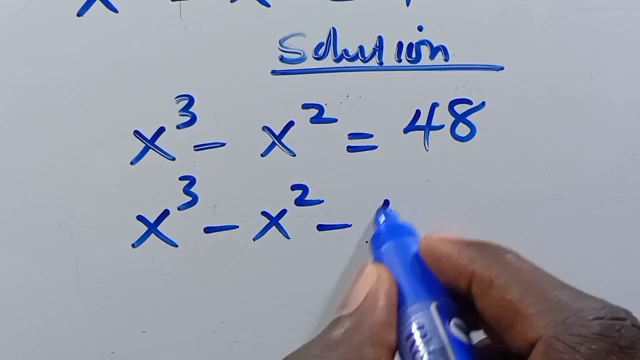 Solution
x³ - x² = 48
x³ - x² -